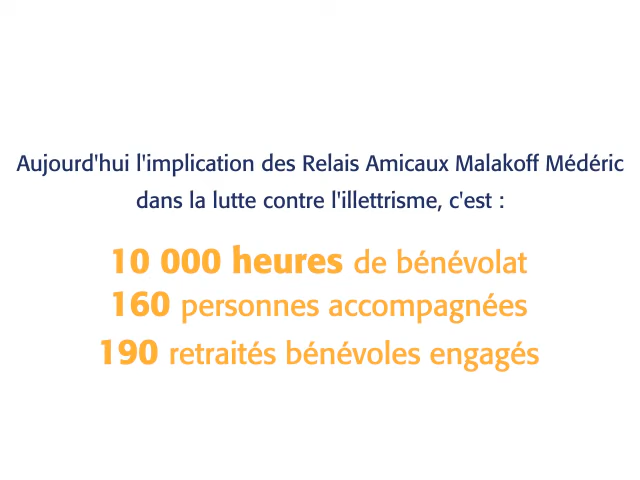 Aujourd'hui l'implication des Relais Amicaux Malakoff Médéric
dans la lutte contre l'illettrisme, c'est :
10 000 heures de bénévolat
160 personnes accompagnées
190 retraités bénévoles engagés